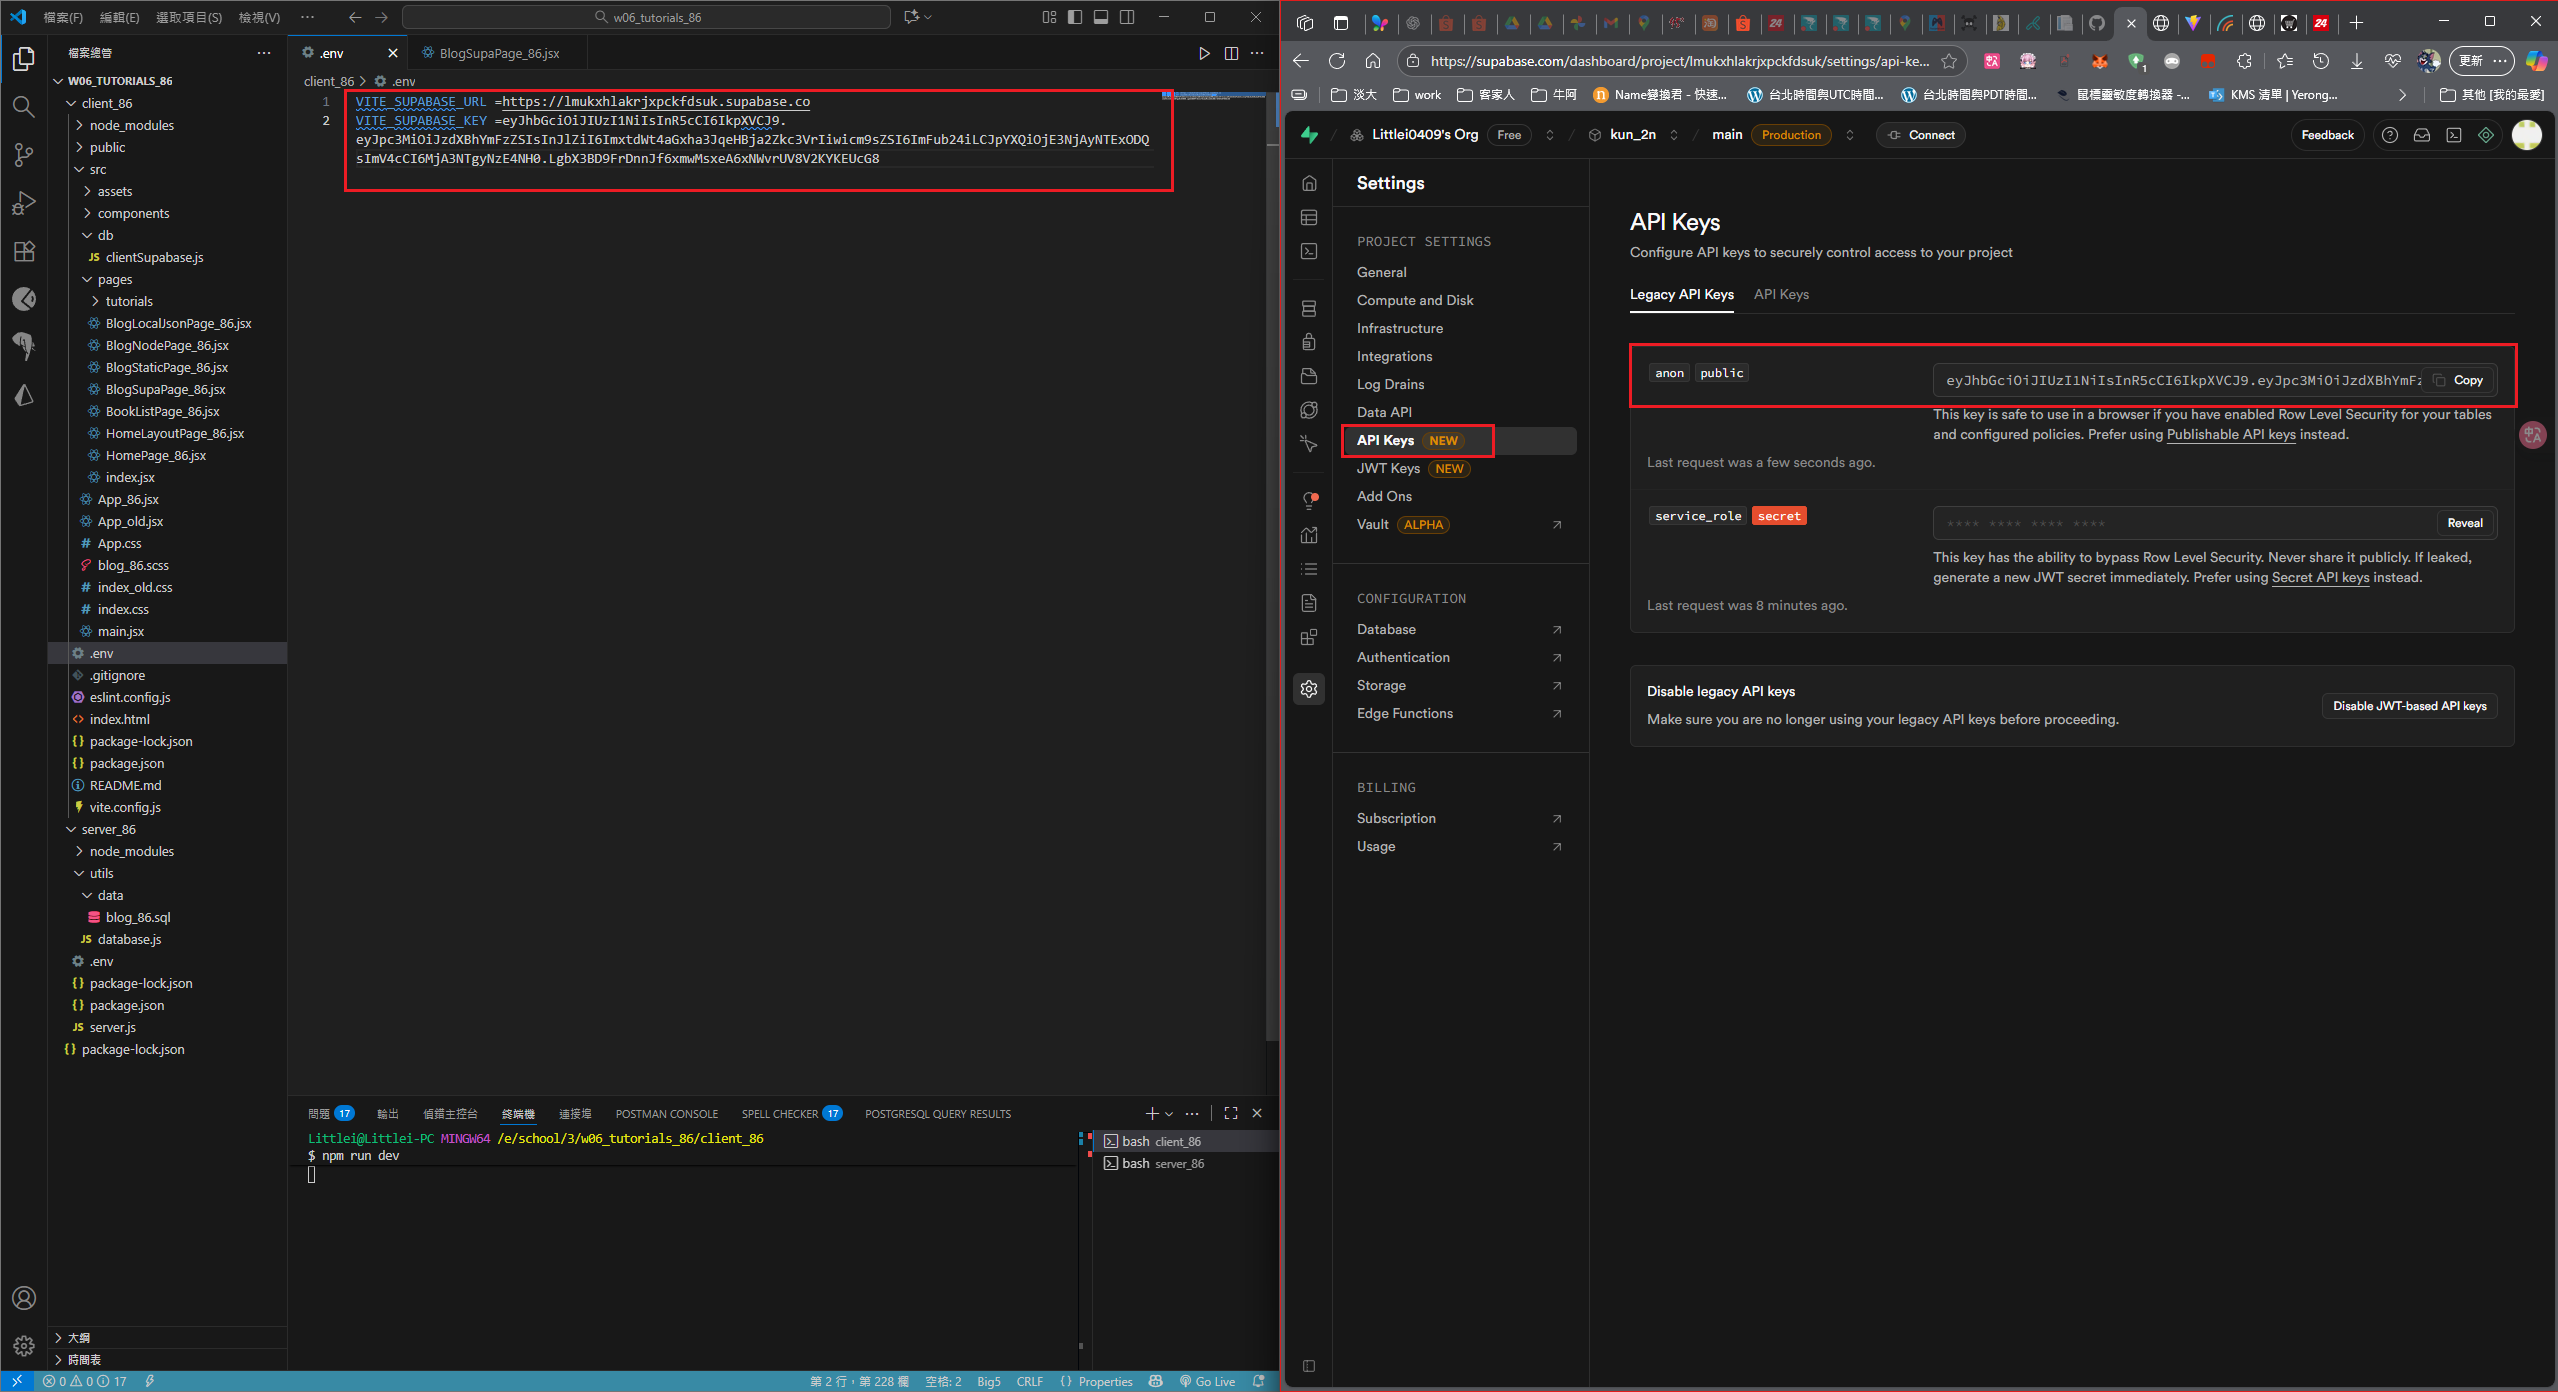 檔案(F) 編輯(E) 選取項目(S) 檢視(V) ···
w06_tutorials_86
檔案總管
W06_TUTORIALS_86
client_86
node_modules
public
src
assets
components
db
JS clientSupabase.js
pages
tutorials
BlogLocalJsonPage_86.jsx
BlogNodePage_86.jsx
BlogStaticPage_86.jsx
BlogSupaPage_86.jsx
BookListPage_86.jsx
HomeLayoutPage_86.jsx
HomePage_86.jsx
index.jsx
App_86.jsx
App_old.jsx
# App.css
blog_86.scss
# index_old.css
# index.css
main.jsx
.env
.gitignore
eslint.config.js
<> index.html
{} package-lock.json
{} package.json
README.md
vite.config.js
server_86
node_modules
utils
data
blog_86.sql
JS database.js
.env
{} package-lock.json
{} package.json
JS server.js
{} package-lock.json
大綱
時間表
.env
BlogSupaPage_86.jsx
client_86 > .env
1 VITE_SUPABASE_URL =https://lmukxhlakrjxpckfdsuk.supabase.co
2 VITE_SUPABASE_KEY =eyJhbGciOiJIUzI1NiIsInR5cCI6IkpXVCJ9.
eyJpc3MiOiJzdXBhYmFzZSIsInJlZiI6ImxtdWt4aGxha3JqeHBja2Zkc3VrIiwicm9sZSI6ImFub24iLCJpYXQiOjE3NjAyNTExODQ
sImV4cCI6MjA3NTgyNzE4NH0.LgbX3BD9FrDnnJf6xmwMsxeA6xNWvrUV8V2KYKEUcG8
問題 17 輸出 偵錯主控台 終端機 連接埠 POSTMAN CONSOLE SPELL CHECKER 17 POSTGRESQL QUERY RESULTS
Littlei@Littlei-PC MINGW64 /e/school/3/w06_tutorials_86/client_86
$ npm run dev
bash client_86
bash server_86
0 0 17
第 2 行，第 228 欄 空格: 2 Big5 CRLF {} Properties Go Live
https://supabase.com/dashboard/project/lmukxhlakrjxpckfdsuk/settings/api-ke...
更新 ···
淡大 work 客家人 牛阿 Name變換君 - 快速... 台北時間與UTC時間... 台北時間與PDT時間... 鼠標靈敏度轉換器 -... KMS 清單 | Yerong... 其他 [我的最愛]
Littlei0409's Org Free / kun_2n / main Production Connect Feedback
Settings
PROJECT SETTINGS
General
Compute and Disk
Infrastructure
Integrations
Log Drains
Data API
API Keys NEW
JWT Keys NEW
Add Ons
Vault ALPHA
CONFIGURATION
Database
Authentication
Storage
Edge Functions
BILLING
Subscription
Usage
API Keys
Configure API keys to securely control access to your project
Legacy API Keys API Keys
anon public
eyJhbGciOiJIUzI1NiIsInR5cCI6IkpXVCJ9.eyJpc3MiOiJzdXBhYmFz Copy
This key is safe to use in a browser if you have enabled Row Level Security for your tables
and configured policies. Prefer using Publishable API keys instead.
Last request was a few seconds ago.
service_role secret
**** **** **** **** Reveal
This key has the ability to bypass Row Level Security. Never share it publicly. If leaked,
generate a new JWT secret immediately. Prefer using Secret API keys instead.
Last request was 8 minutes ago.
Disable legacy API keys
Make sure you are no longer using your legacy API keys before proceeding.
Disable JWT-based API keys